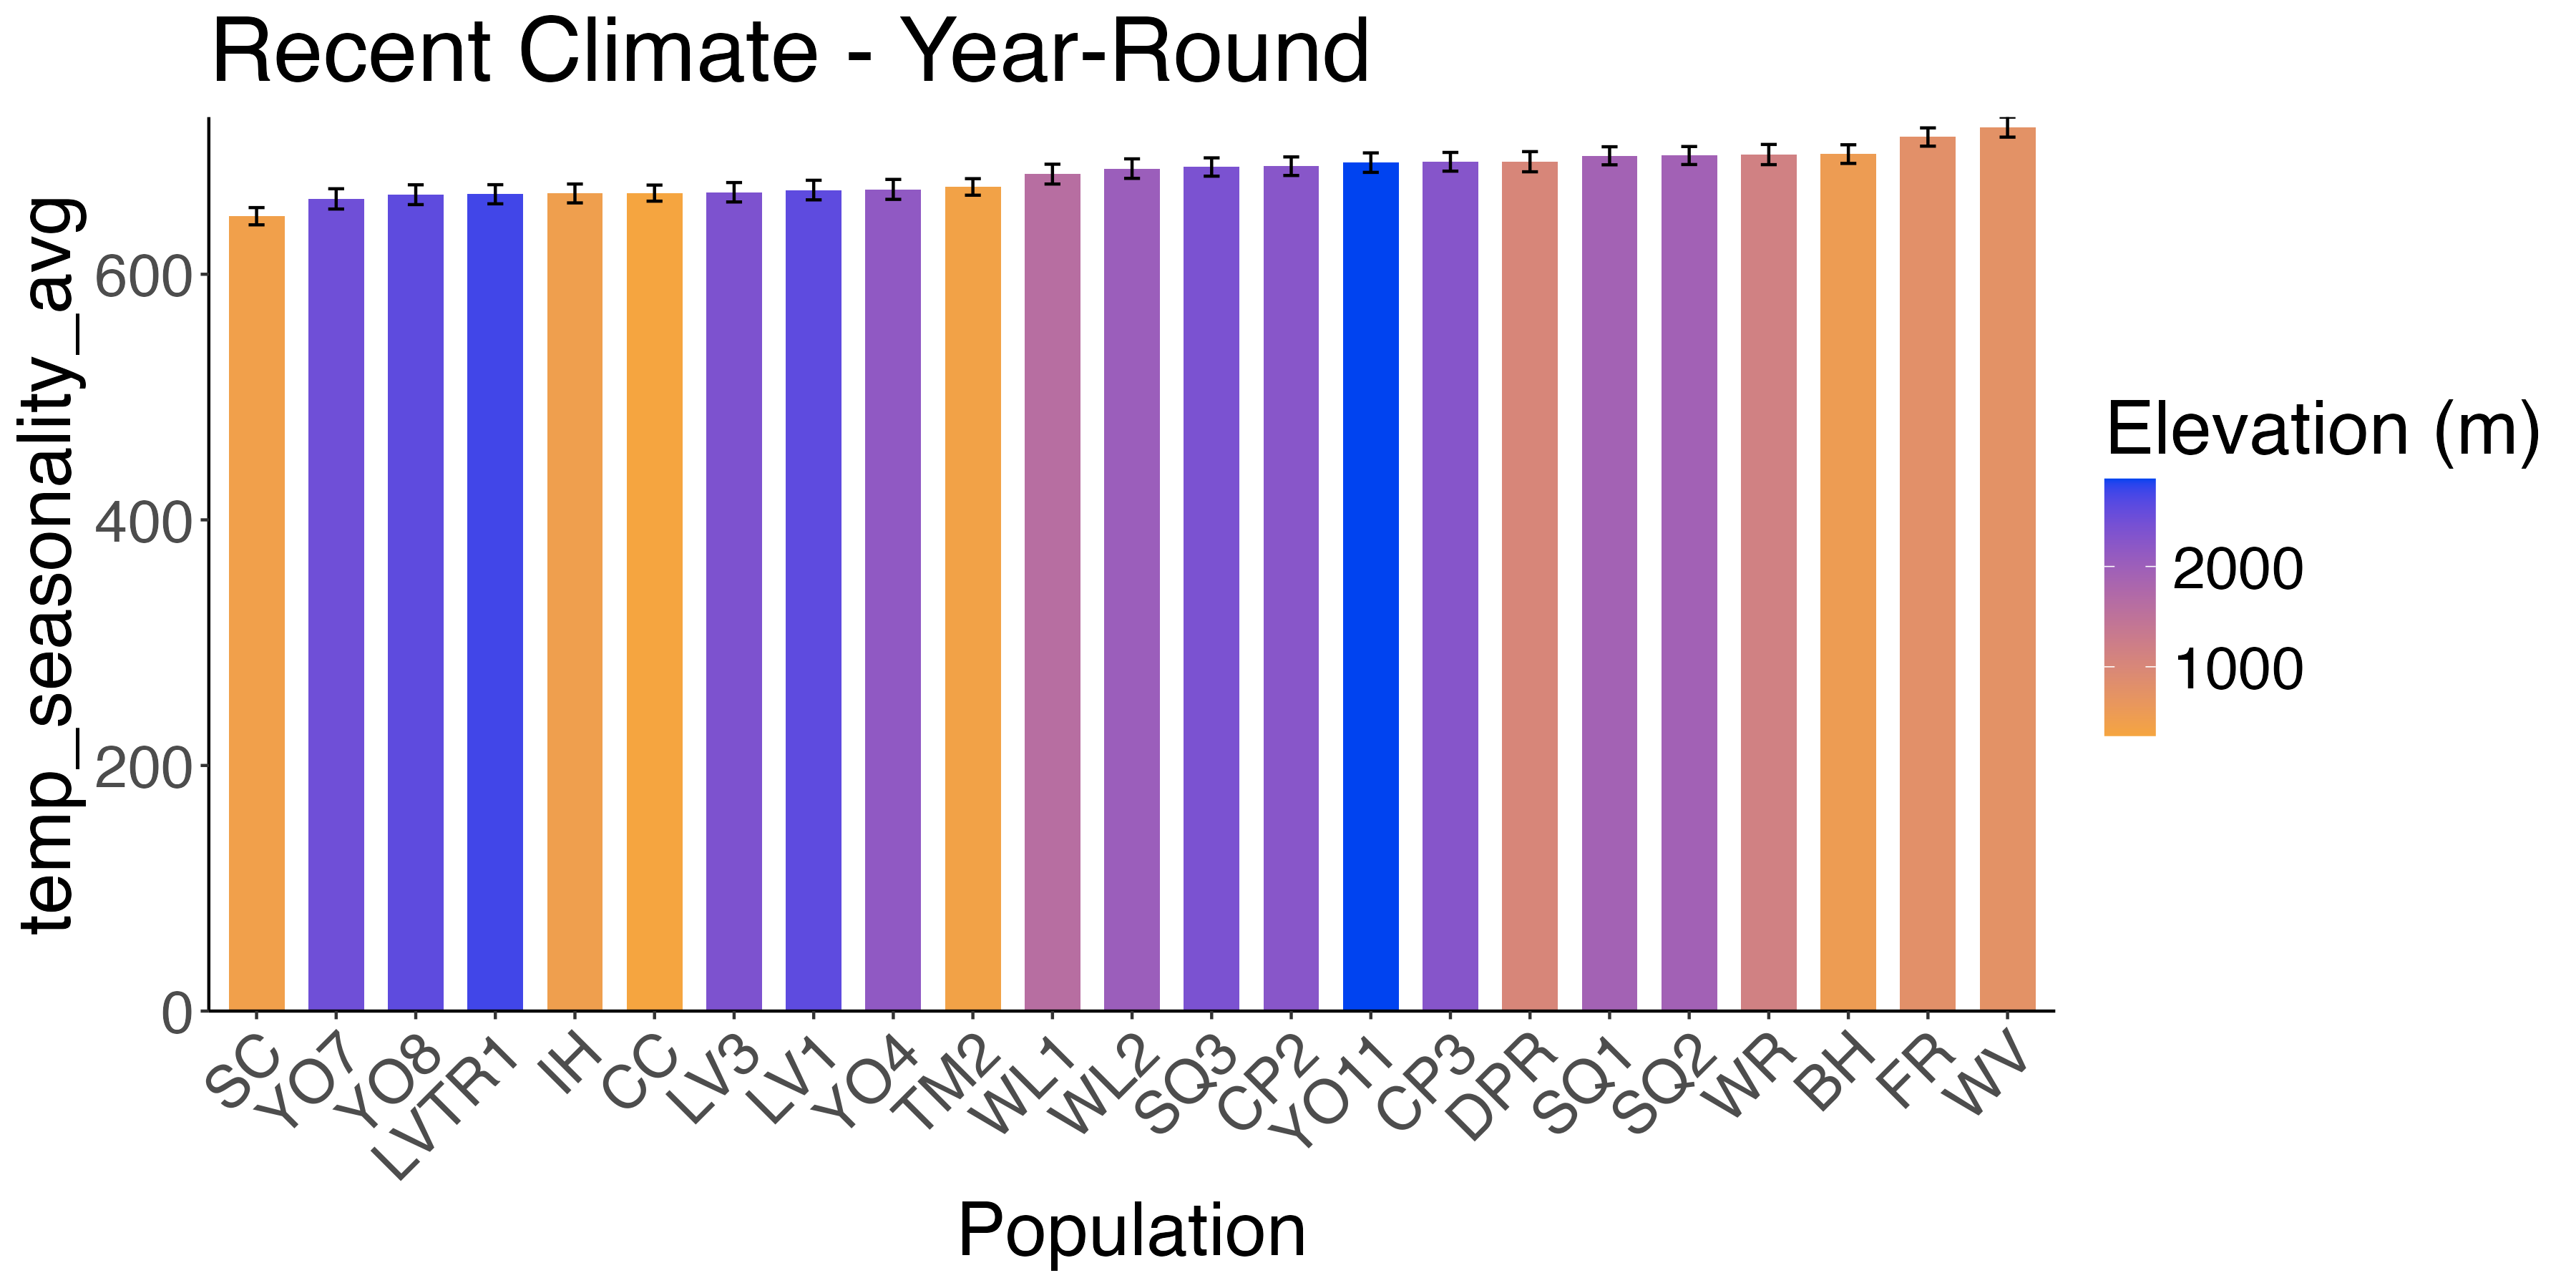 Recent Climate - Year-Round
temp_seasonality_avg
600
400
200
0
SC
YO7
YO8
LVTR1
IH
CC
LV3
LV1
YO4
TM2
WL1
WL2
SQ3
CP2
YO11
CP3
DPR
SQ1
SQ2
WR
BH
FR
WV
Population
Elevation (m)
2000
1000